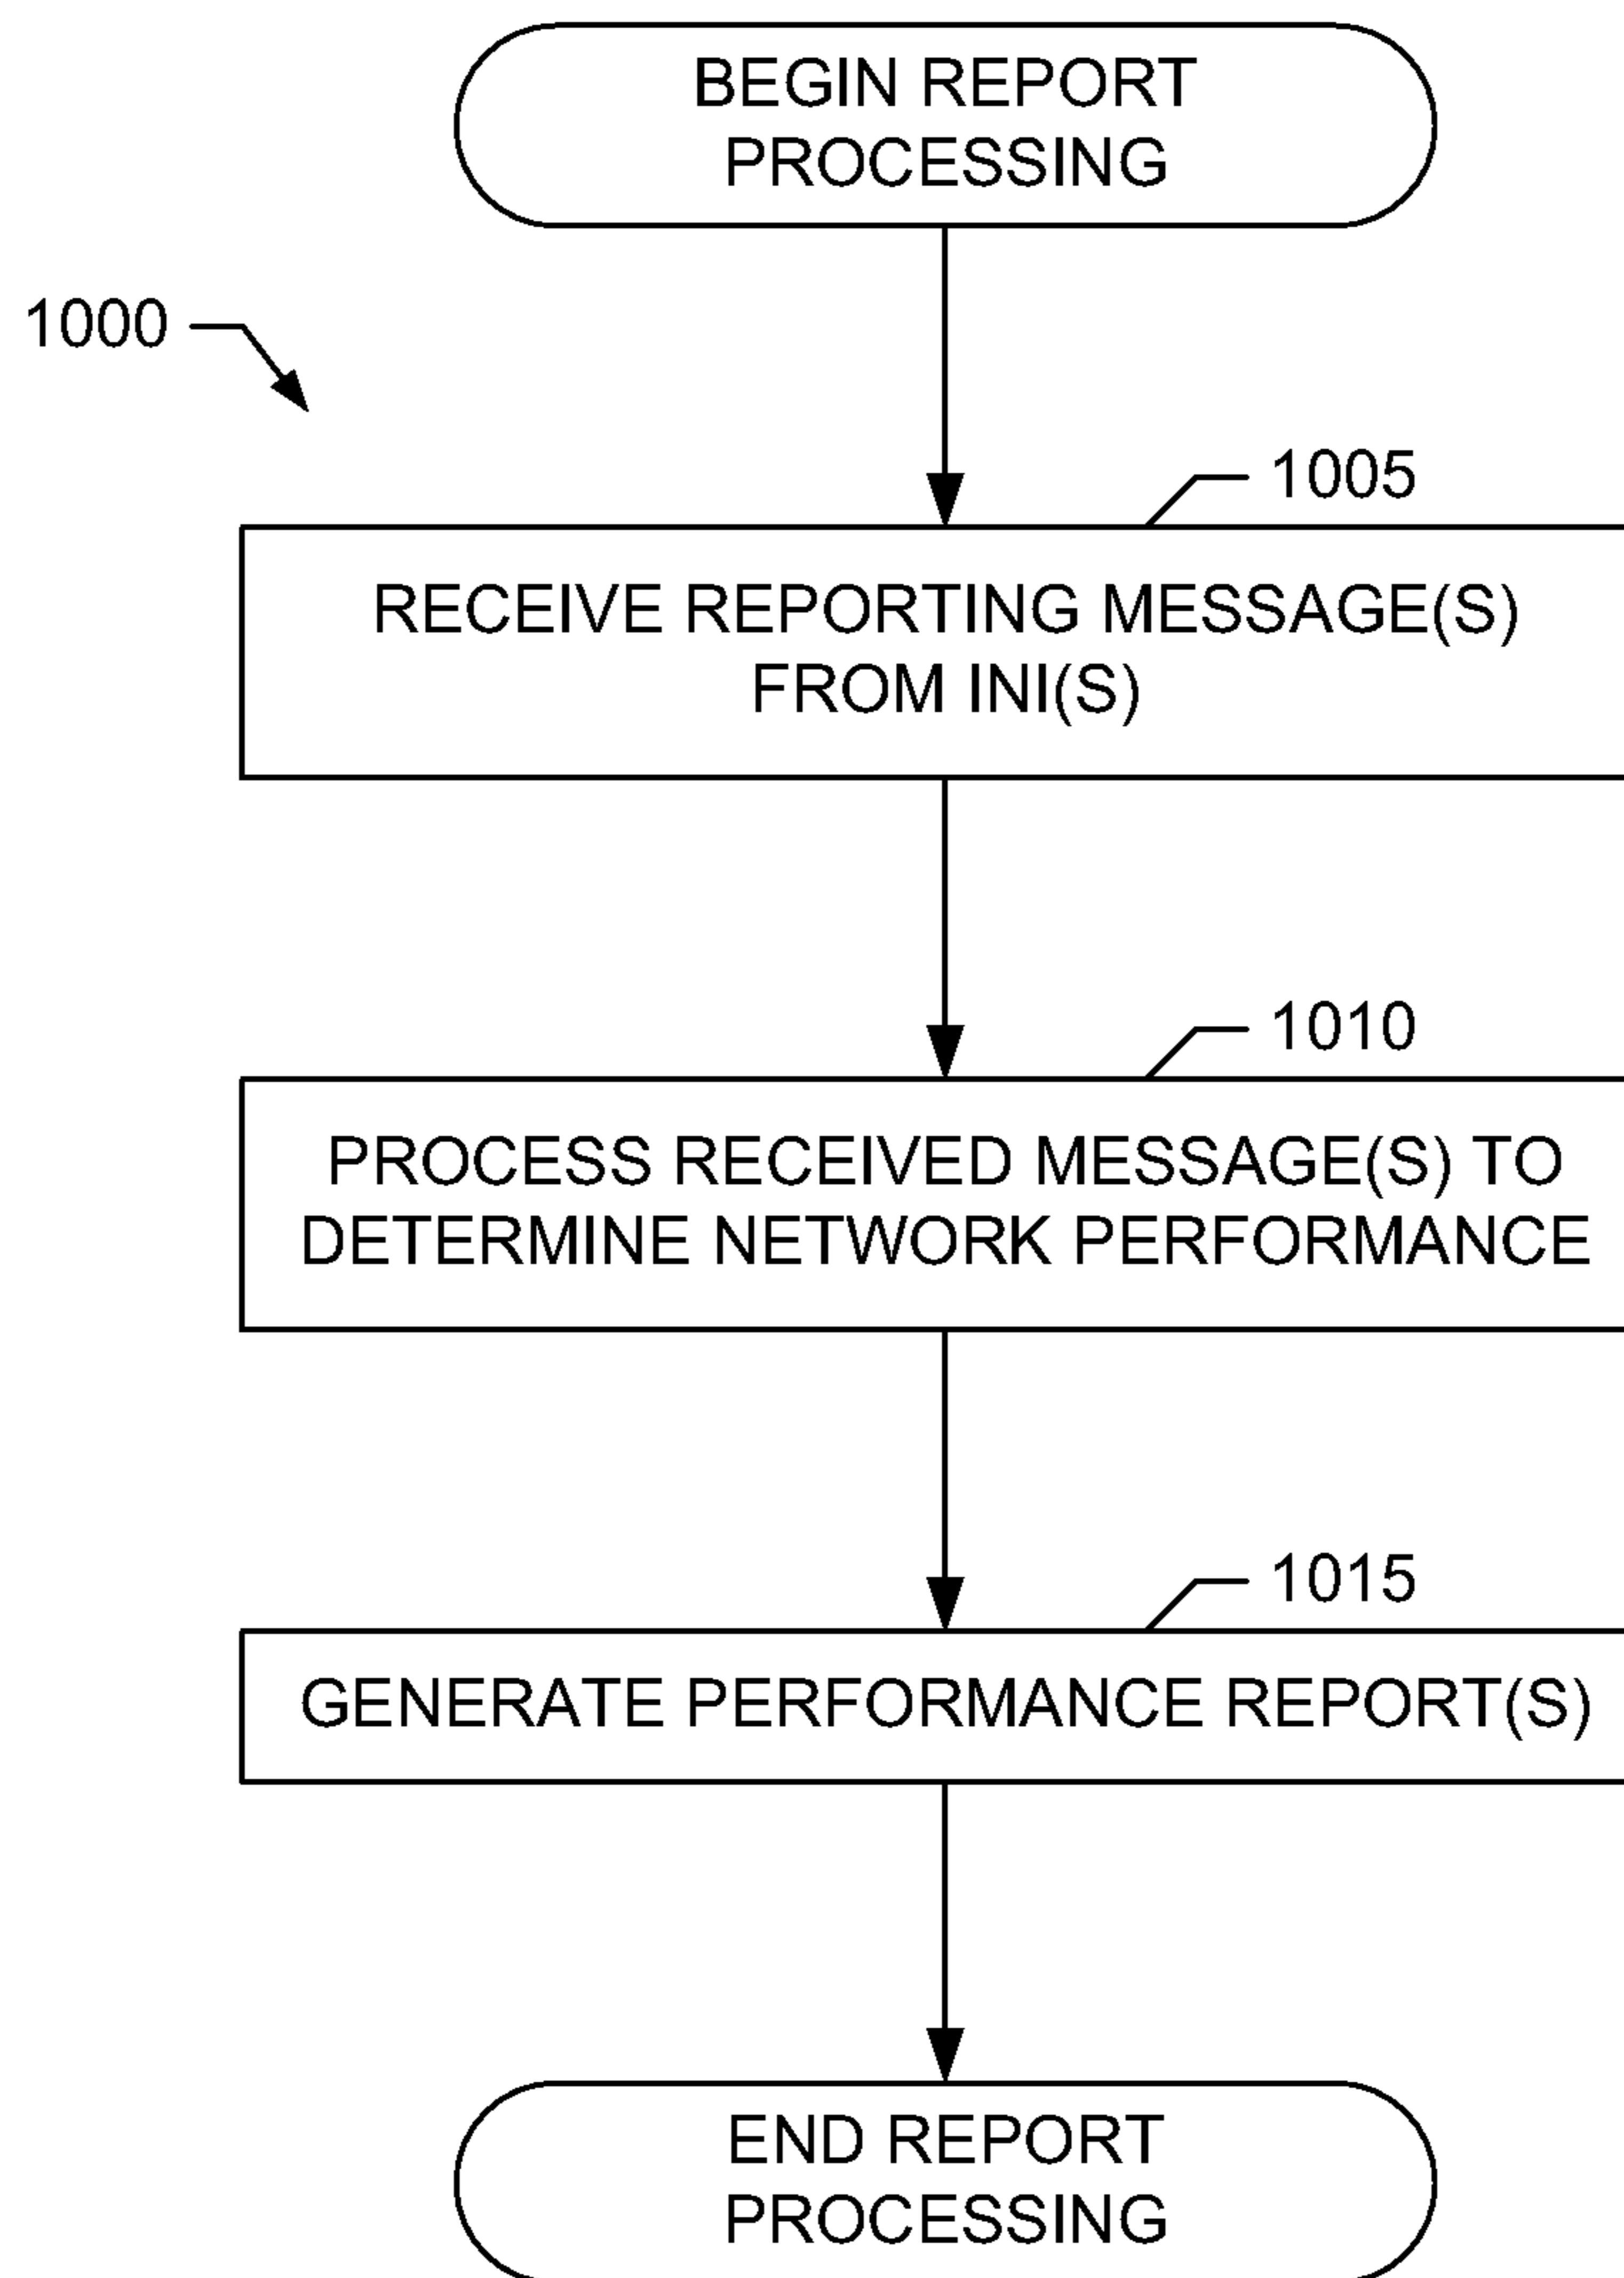 BEGIN REPORT
PROCESSING
1000
1005
RECEIVE REPORTING MESSAGE(S)
FROM INI(S)
1010
PROCESS RECEIVED MESSAGE(S) TO
DETERMINE NETWORK PERFORMANCE
1015
GENERATE PERFORMANCE REPORT(S)
END REPORT
PROCESSING